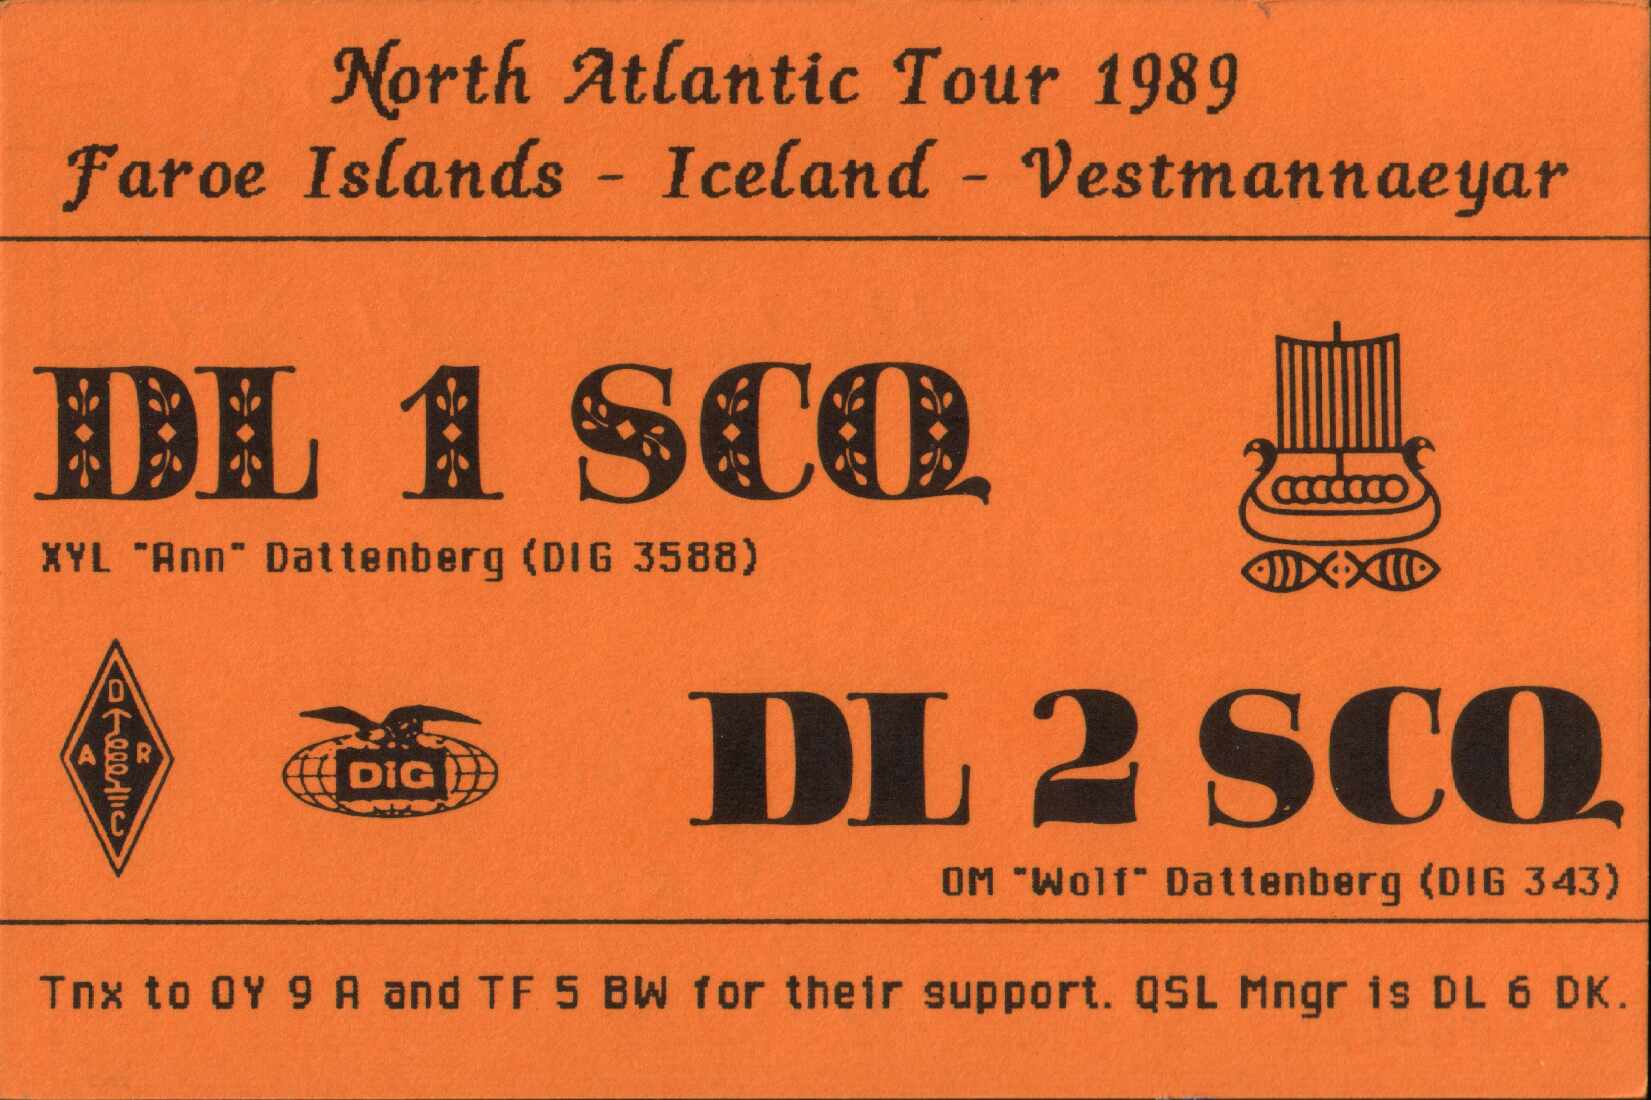 North Atlantic Tour 1989
Faroe Islands - Iceland - Vestmannaeyar
DL 1 SCQ
XYL "Ann" Dattenberg (DIG 3588)
D
A R
C
DiG
DL 2 SCQ
OM "Wolf" Dattenberg (DIG 343)
Tnx to OY 9 A and TF 5 BW for their support. QSL Mngr is DL 6 DK.